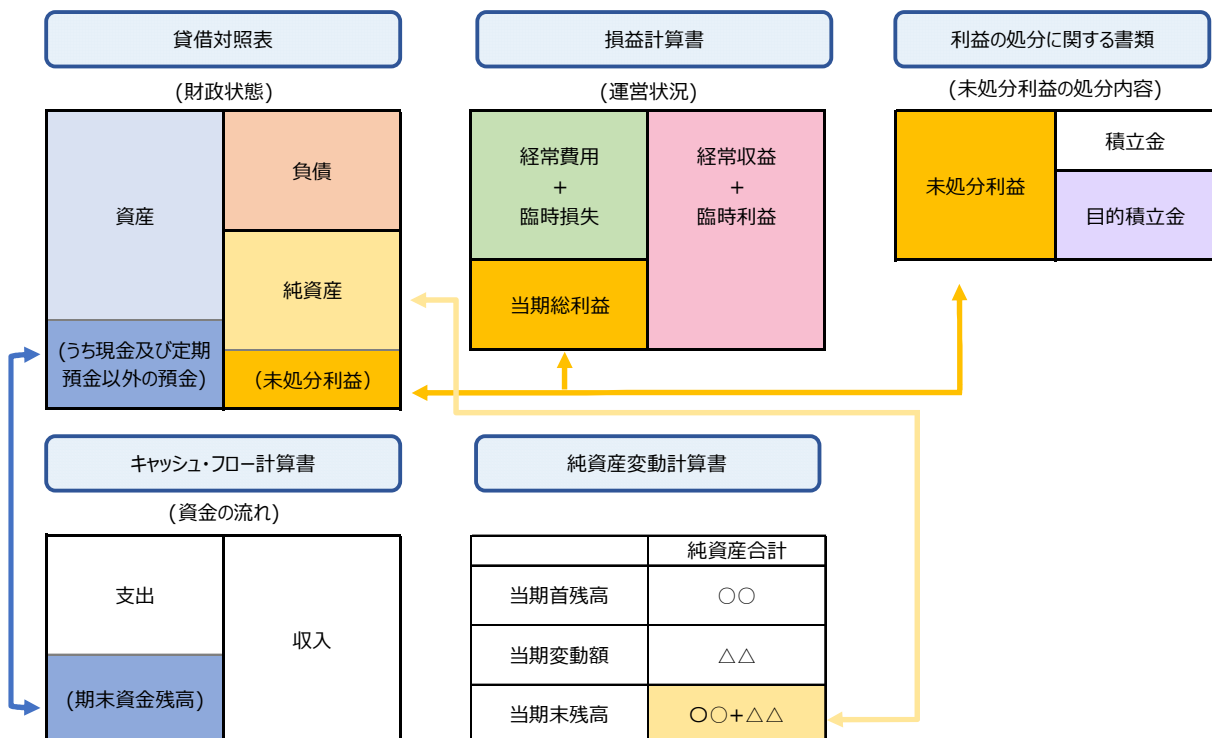 貸借対照表
損益計算書
利益の処分に関する書類
(財政状態)
(運営状況)
(未処分利益の処分内容)
資産
負債
純資産
(うち現金及び定期
預金以外の預金)
(未処分利益)
経常費用
+
臨時損失
当期総利益
経常収益
+
臨時利益
未処分利益
積立金
目的積立金
キャッシュ・フロー計算書
純資産変動計算書
(資金の流れ)
支出
(期末資金残高)
収入
純資産合計
当期首残高
○○
当期変動額
△△
当期末残高
〇○+△△